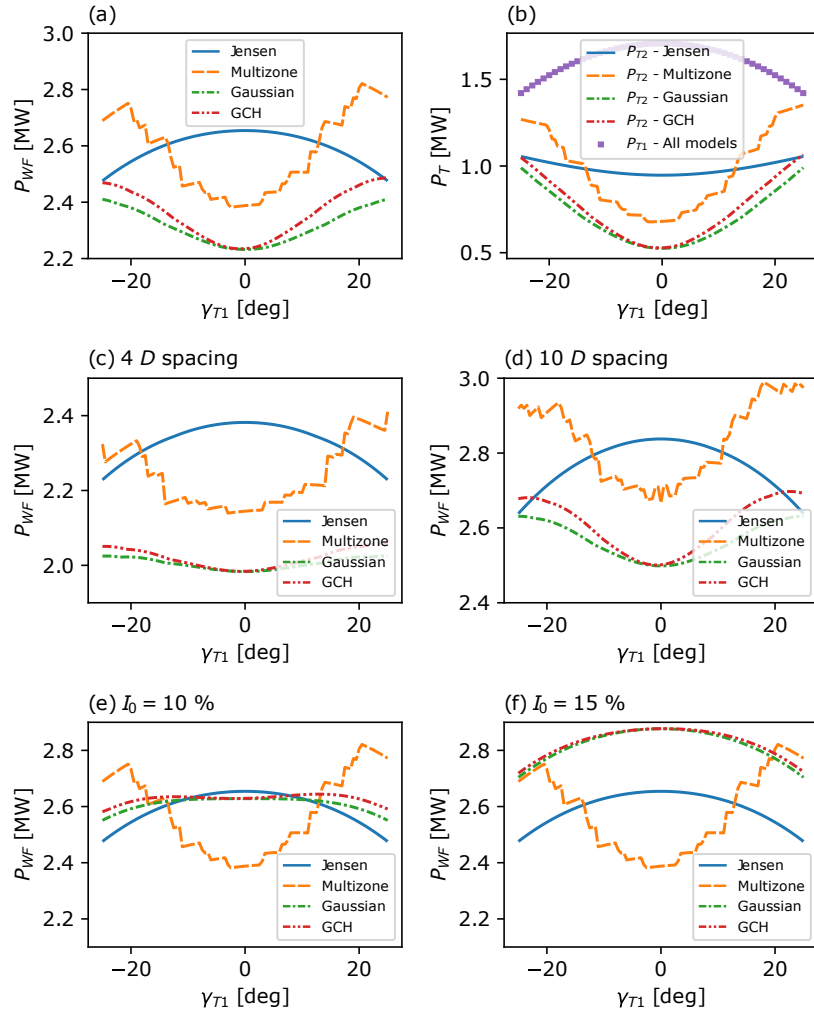 (a)
3.0
2.8
2.6
2.4
2.2
P_WF [MW]
Jensen
Multizone
Gaussian
GCH
−20
0
20
γ_T1 [deg]
(b)
1.5
1.0
0.5
P_T [MW]
P_T2 - Jensen
P_T2 - Multizone
P_T2 - Gaussian
P_T2 - GCH
P_T1 - All models
−20
0
20
γ_T1 [deg]
(c) 4 D spacing
2.4
2.2
2.0
P_WF [MW]
Jensen
Multizone
Gaussian
GCH
−20
0
20
γ_T1 [deg]
(d) 10 D spacing
3.0
2.8
2.6
2.4
P_WF [MW]
Jensen
Multizone
Gaussian
GCH
−20
0
20
γ_T1 [deg]
(e) I_0 = 10 %
2.8
2.6
2.4
2.2
P_WF [MW]
Jensen
Multizone
Gaussian
GCH
−20
0
20
γ_T1 [deg]
(f) I_0 = 15 %
2.8
2.6
2.4
2.2
P_WF [MW]
Jensen
Multizone
Gaussian
GCH
−20
0
20
γ_T1 [deg]